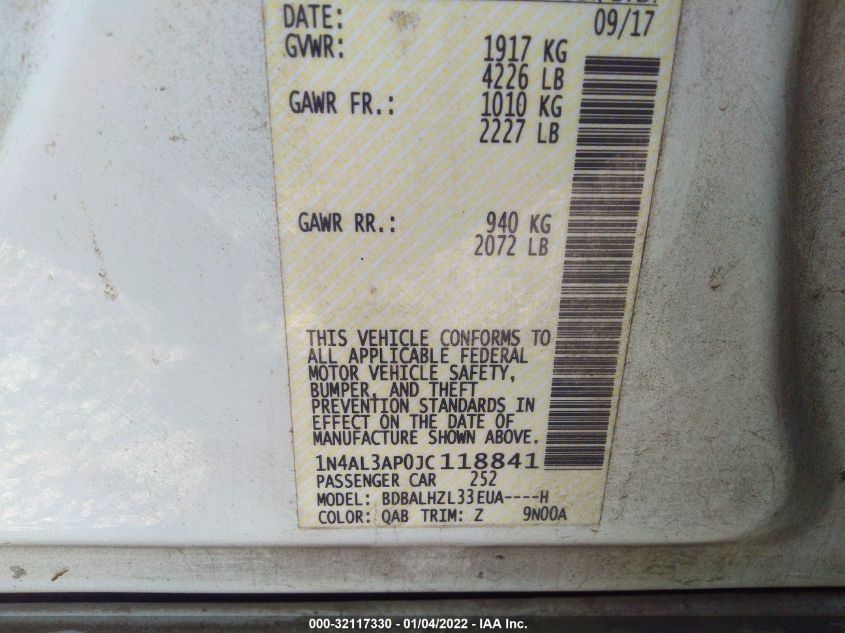 DATE: 09/17
GVWR: 1917 KG
4226 LB
GAWR FR.: 1010 KG
2227 LB
GAWR RR.: 940 KG
2072 LB
THIS VEHICLE CONFORMS TO
ALL APPLICABLE FEDERAL
MOTOR VEHICLE SAFETY,
BUMPER, AND THEFT
PREVENTION STANDARDS IN
EFFECT ON THE DATE OF
MANUFACTURE SHOWN ABOVE.
1N4AL3AP0JC118841
PASSENGER CAR 252
MODEL: BDBALHZL33EUA----H
COLOR: QAB TRIM: Z 9N00A
000-32117330 - 01/04/2022 - IAA Inc.